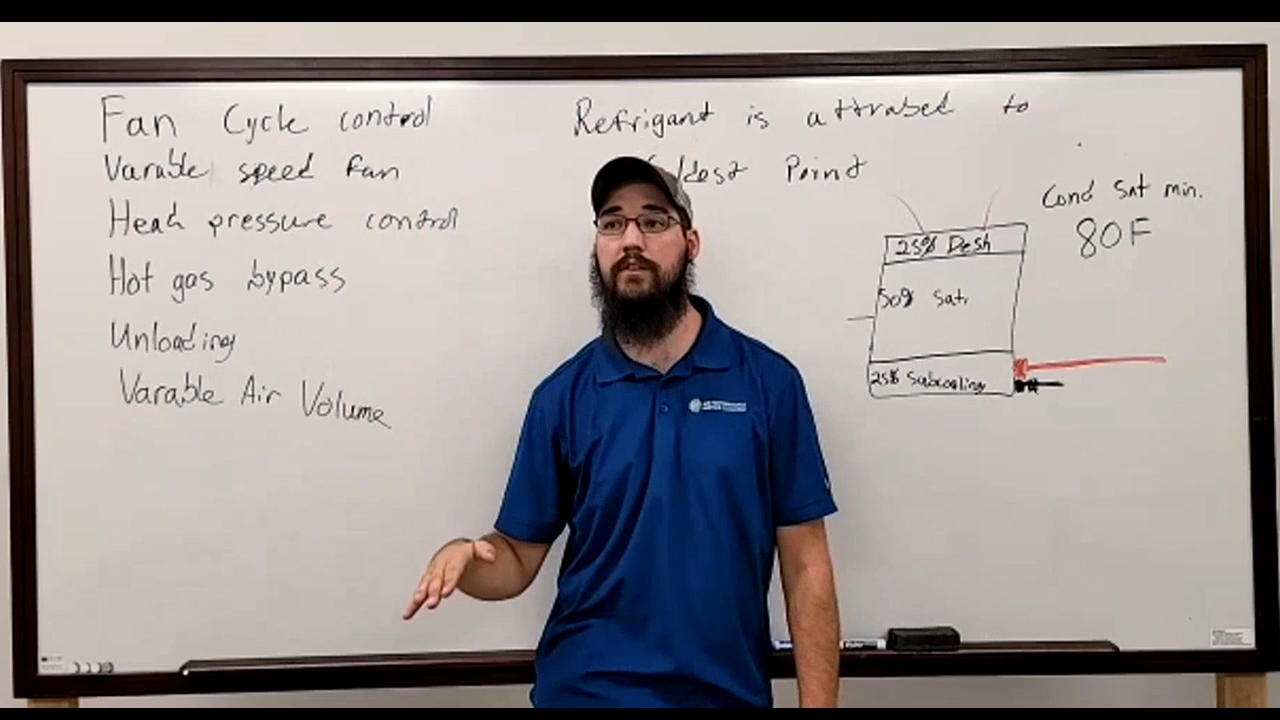 Fan Cycle control
Varable speed fan
Head pressure control
Hot gas bypass
Unloading
Varable Air Volume
Refrigant is attrabed to
Point
Cond Sat min.
80F
25% Desh
50% Sat
25% Subcooling